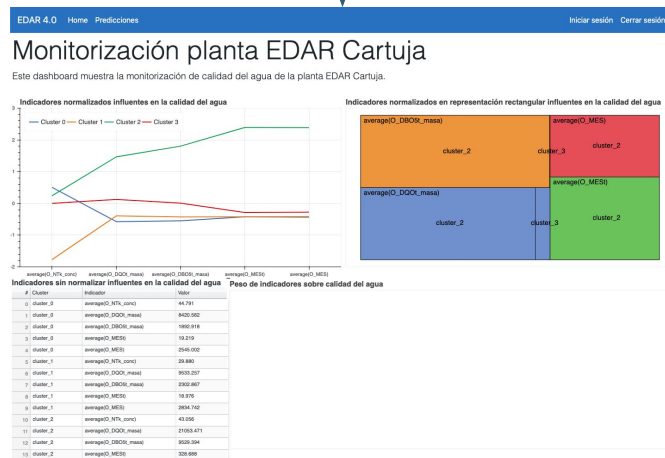 EDAR 4.0 Home Predicciones Iniciar sesión Cerrar sesión
Monitorización planta EDAR Cartuja
Este dashboard muestra la monitorización de calidad del agua de la planta EDAR Cartuja.
Indicadores normalizados influentes en la calidad del agua
3
Cluster 0 Cluster 1 Cluster 2 Cluster 3
2
1
0
-1
-2
average(O_NTk_conc) average(O_DQOt_masa) average(O_DBO5t_masa) average(O_MESt) average(O_MES)
Indicadores normalizados en representación rectangular influentes en la calidad del agua
average(O_DBO5t_masa) average(O_MES)
cluster_2 cluster_3 cluster_2
average(O_DQOt_masa) average(O_MESt)
cluster_2 cluster_3 cluster_2
Indicadores sin normalizar influentes en la calidad del agua
# Cluster Indicador Valor
0 cluster_0 average(O_NTk_conc) 44.791
1 cluster_0 average(O_DQOt_masa) 8420.562
2 cluster_0 average(O_DBO5t_masa) 1892.918
3 cluster_0 average(O_MESt) 19.219
4 cluster_0 average(O_MES) 2545.002
5 cluster_1 average(O_NTk_conc) 29.880
6 cluster_1 average(O_DQOt_masa) 9533.257
7 cluster_1 average(O_DBO5t_masa) 2302.867
8 cluster_1 average(O_MESt) 18.976
9 cluster_1 average(O_MES) 2834.742
10 cluster_2 average(O_NTk_conc) 43.056
11 cluster_2 average(O_DQOt_masa) 21053.471
12 cluster_2 average(O_DBO5t_masa) 9529.394
13 cluster_2 average(O_MESt) 328.688
Peso de indicadores sobre calidad del agua